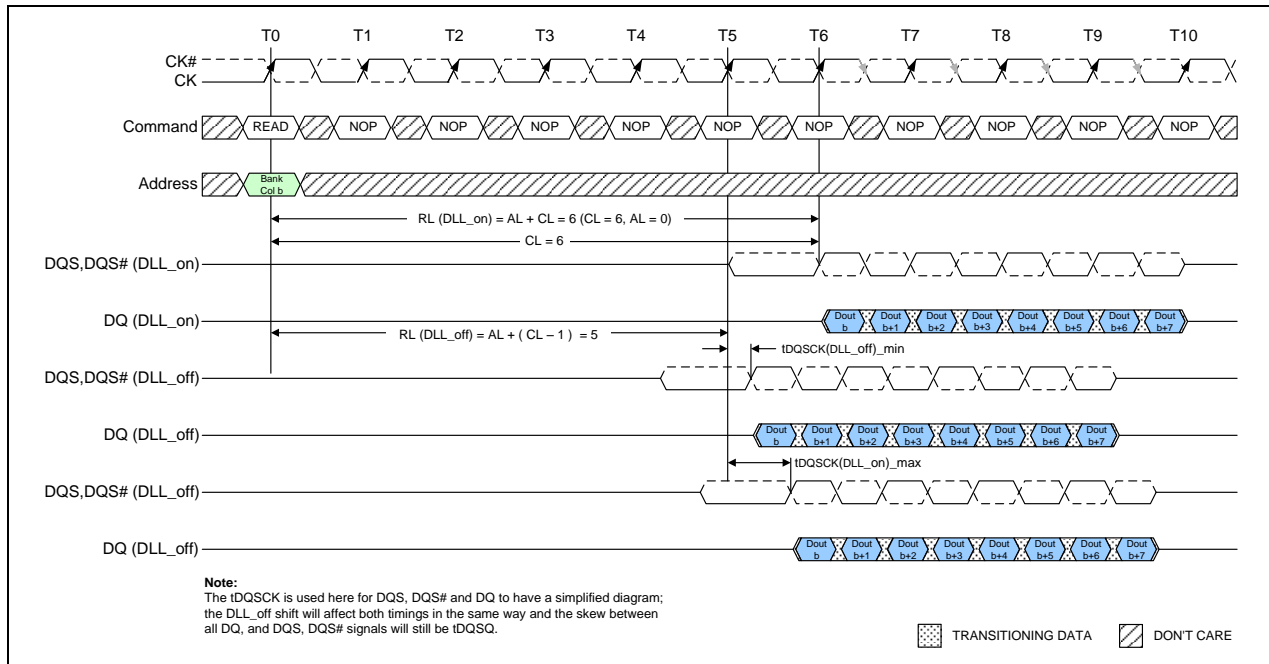 T0 T1 T2 T3 T4 T5 T6 T7 T8 T9 T10
CK#
CK
Command READ NOP NOP NOP NOP NOP NOP NOP NOP NOP NOP
Address Bank
Col b
RL (DLL_on) = AL + CL = 6 (CL = 6, AL = 0)
CL = 6
DQS,DQS# (DLL_on)
DQ (DLL_on) Dout Dout Dout Dout Dout Dout Dout Dout
b b+1 b+2 b+3 b+4 b+5 b+6 b+7
RL (DLL_off) = AL + ( CL – 1 ) = 5
tDQSCK(DLL_off)_min
DQS,DQS# (DLL_off)
DQ (DLL_off) Dout Dout Dout Dout Dout Dout Dout Dout
b b+1 b+2 b+3 b+4 b+5 b+6 b+7
tDQSCK(DLL_on)_max
DQS,DQS# (DLL_off)
DQ (DLL_off) Dout Dout Dout Dout Dout Dout Dout Dout
b b+1 b+2 b+3 b+4 b+5 b+6 b+7
Note:
The tDQSCK is used here for DQS, DQS# and DQ to have a simplified diagram;
the DLL_off shift will affect both timings in the same way and the skew between
all DQ, and DQS, DQS# signals will still be tDQSQ.
TRANSITIONING DATA DON'T CARE